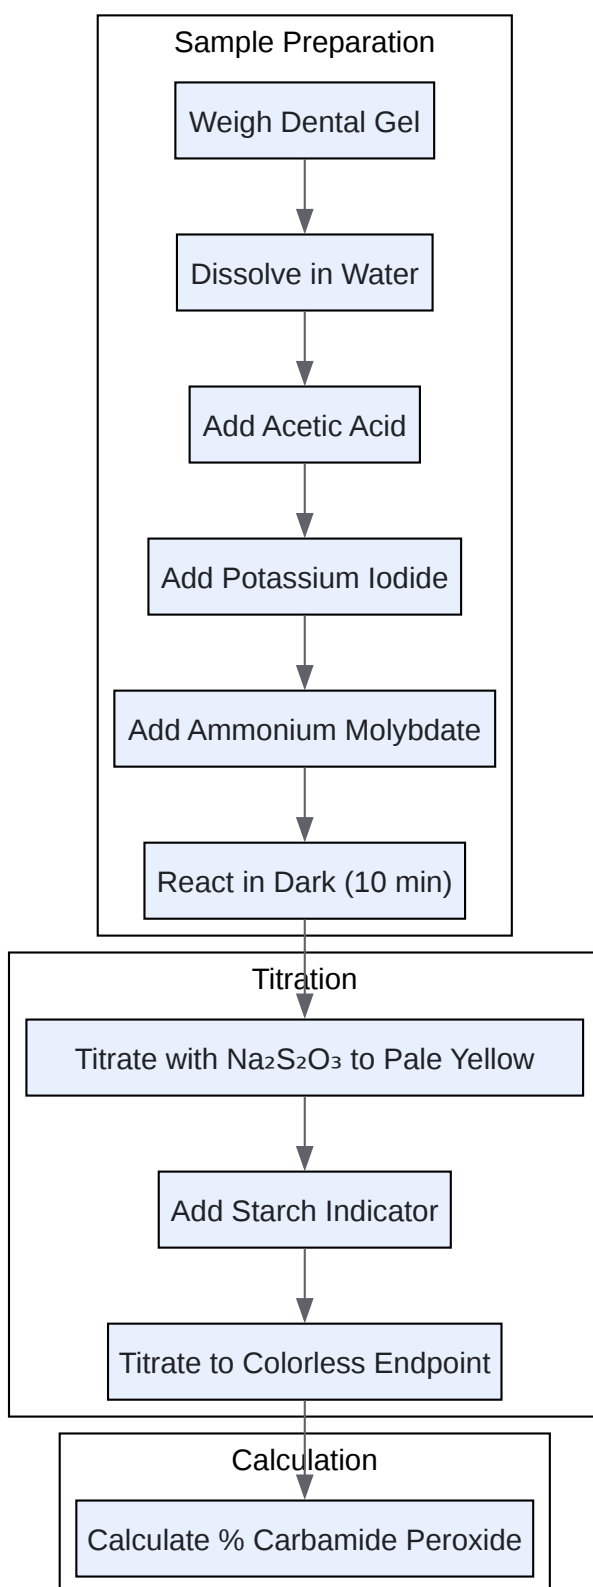 Sample Preparation
Weigh Dental Gel
Dissolve in Water
Add Acetic Acid
Add Potassium Iodide
Add Ammonium Molybdate
React in Dark (10 min)
Titration
Titrate with Na₂S₂O₃ to Pale Yellow
Add Starch Indicator
Titrate to Colorless Endpoint
Calculation
Calculate % Carbamide Peroxide